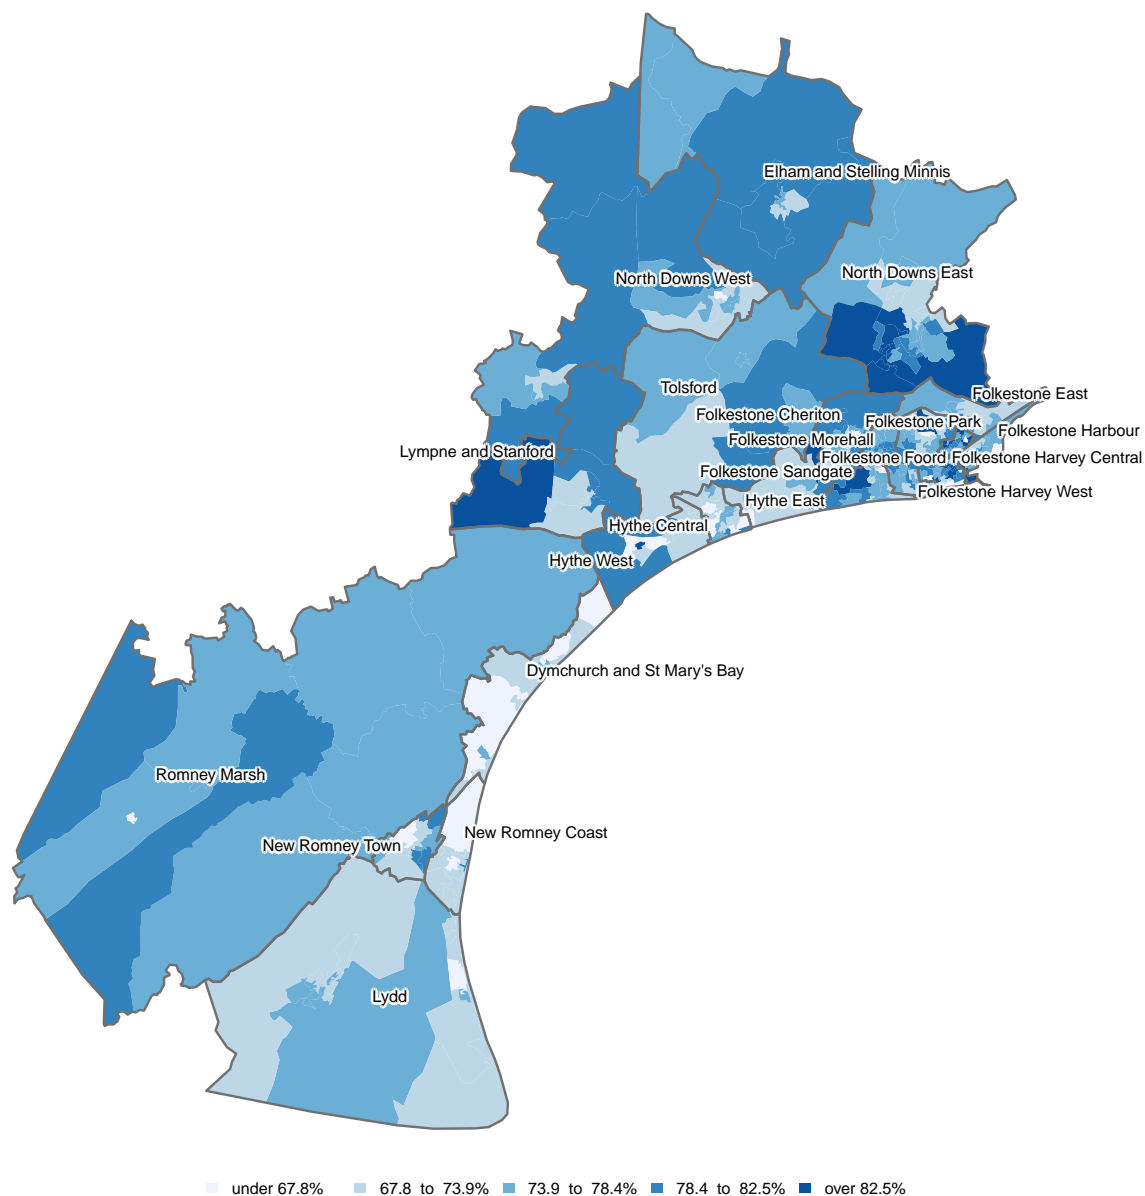 Elham and Stelling Minnis
North Downs East
North Downs West
Tolsford
Folkestone East
Folkestone Cheriton
Folkestone Park
Folkestone Harbour
Folkestone Morehall
Lympne and Stanford
Folkestone Foord
Folkestone Harvey Central
Folkestone Sandgate
Folkestone Harvey West
Hythe East
Hythe Central
Hythe West
Dymchurch and St Mary's Bay
Romney Marsh
New Romney Coast
New Romney Town
Lydd
under 67.8% 67.8 to 73.9% 73.9 to 78.4% 78.4 to 82.5% over 82.5%